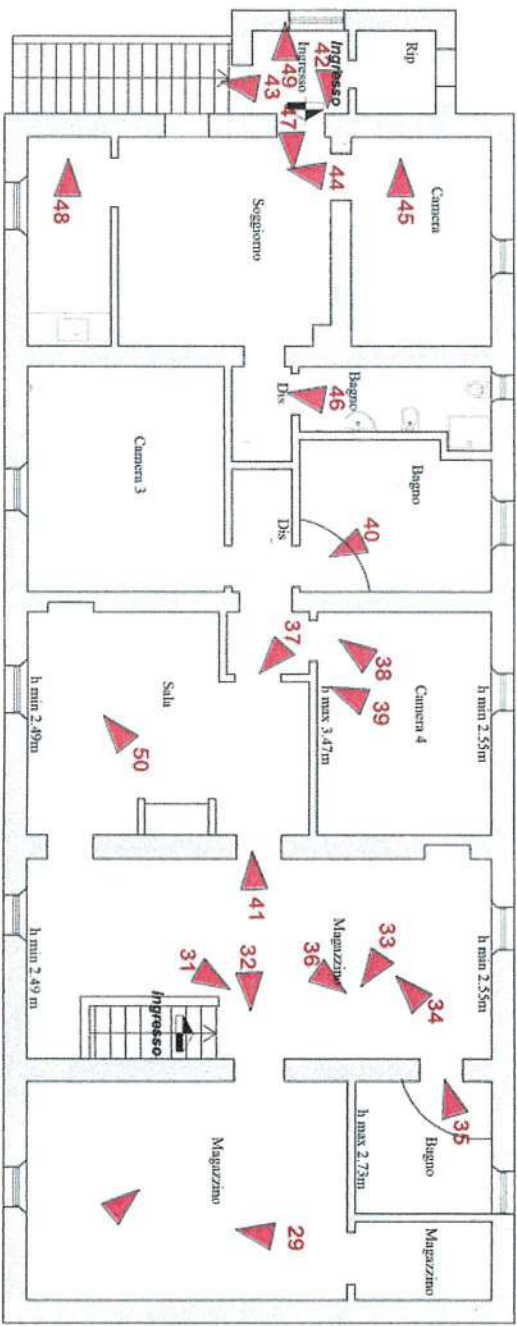 Rip
Ingresso
Ingresso
42
49
43
47
44
45
Camera
48
Soggiorno
Bagno
46
Dis
Camera 3
Bagno
40
Dis
37
38
39
Camera 4
h min 2.55m
h max 3.47m
Sala
50
h min 2.49m
41
Magazzino
33
34
36
32
31
h min 2.55m
h min 2.49 m
Ingresso
35
Bagno
h max 2.73m
Magazzino
Magazzino
29